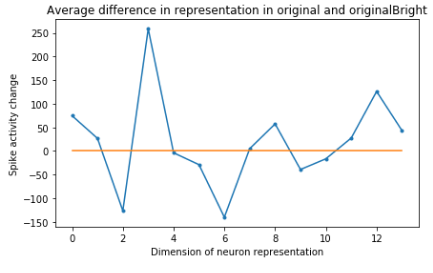 Average difference in representation in original and originalBright
Spike activity change
250
200
150
100
50
0
−50
−100
−150
0 2 4 6 8 10 12
Dimension of neuron representation